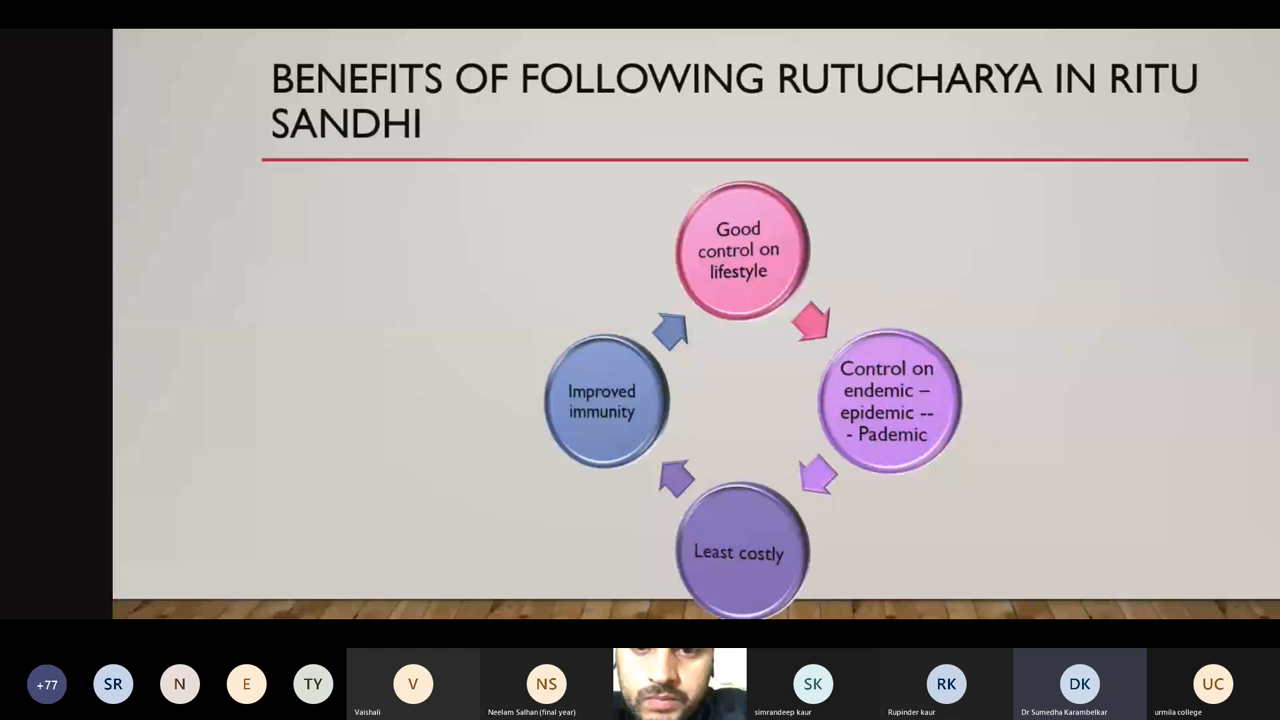 BENEFITS OF FOLLOWING RUTUCHARYA IN RITU
SANDHI
Good
control on
lifestyle
Improved
immunity
Control on
endemic –
epidemic --
- Pademic
Least costly
+77
SR
N
E
TY
V
NS
SK
RK
DK
UC
Vaishali
Neelam Salhan (final year)
simrandeep kaur
Rupinder kaur
Dr Sumedha Karambelkar
urmila college